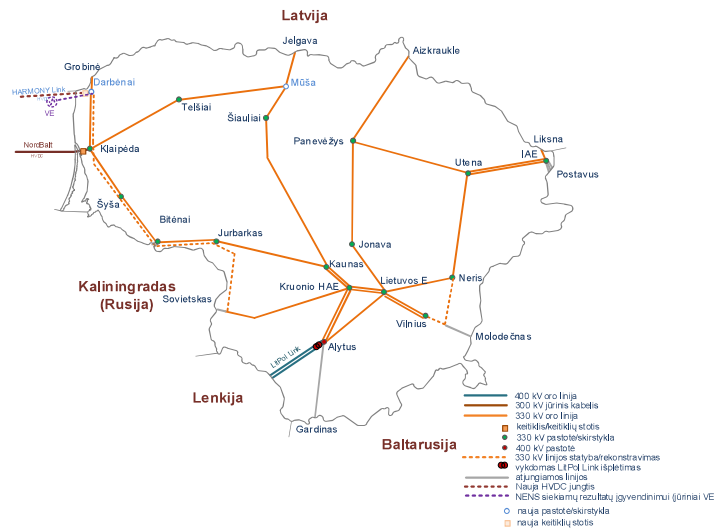 Latvija
Jelgava
Aizkraukle
Grobinė
Darbėnai
HARMONY Link
VE
Mūša
Telšiai
Šiauliai
Panevėžys
Liksna
IAE
Utena
Postavus
NordBalt
HVDC
Klaipėda
Šyša
Bitėnai
Jurbarkas
Jonava
Kaunas
Lietuvos E
Neris
Kruonio HAE
Kaliningradas
(Rusija)
Sovietskas
Vilnius
Molodečnas
LitPol Link
Alytus
Lenkija
Gardinas
Baltarusija
400 kV oro linija
300 kV jūrinis kabelis
330 kV oro linija
keitiklis/keitiklių stotis
330 kV pastotė/skirstykla
400 kV pastotė
330 kV linijos statyba/rekonstravimas
vykdomas LitPol Link išplėtimas
atjungiamos linijos
Nauja HVDC jungtis
NENS siekiamų rezultatų įgyvendinimui (jūriniai VE
nauja pastotė/skirstykla
nauja keitiklių stotis